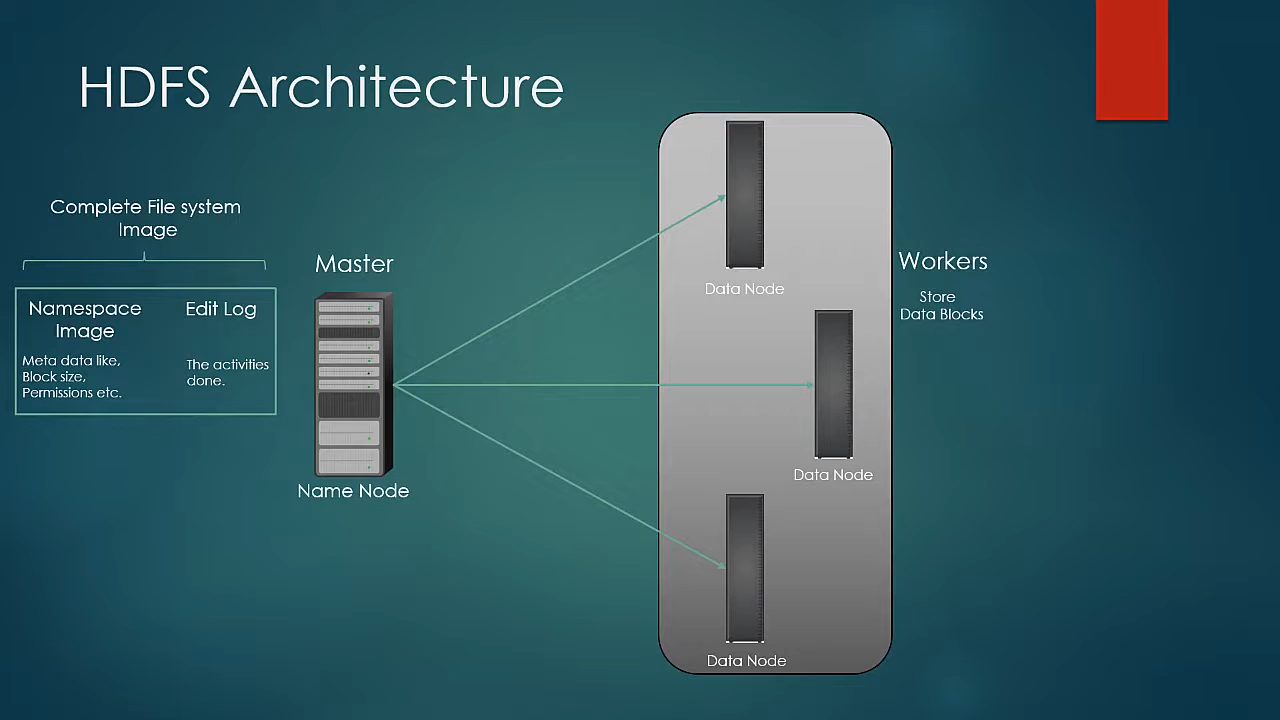 HDFS Architecture
Complete File system
Image
Namespace
Image
Meta data like,
Block size,
Permissions etc.
Edit Log
The activities
done.
Master
Name Node
Data Node
Data Node
Data Node
Workers
Store
Data Blocks